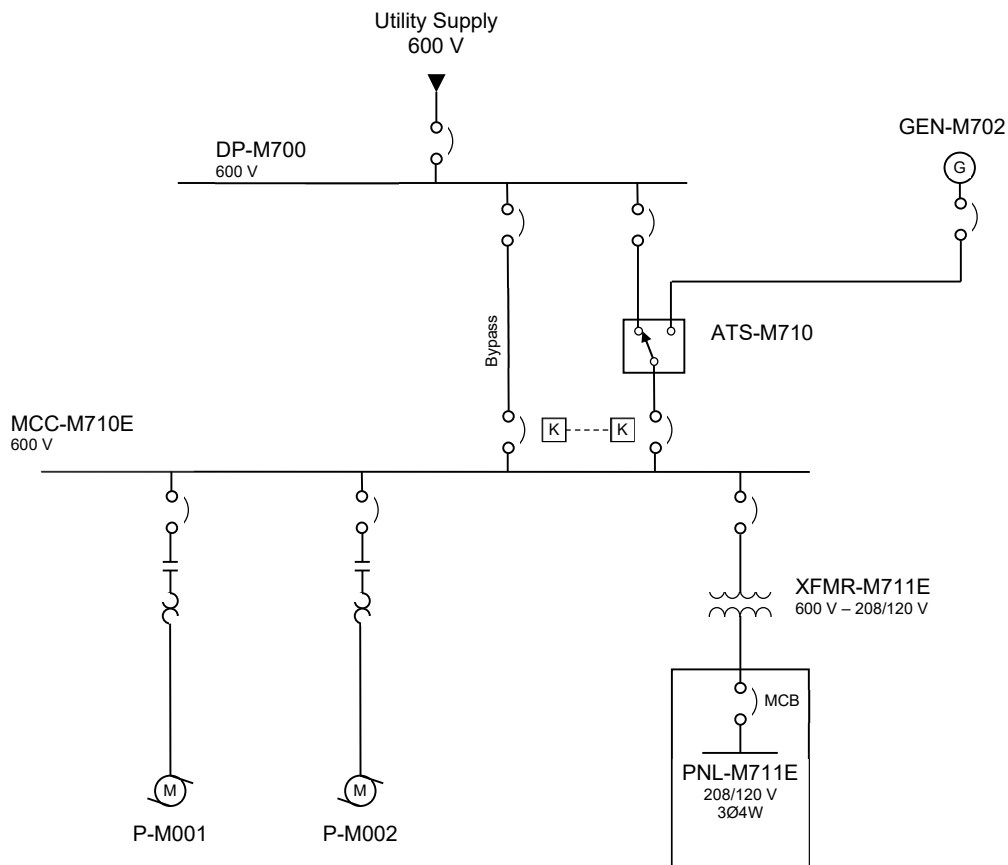 Utility Supply
600 V
GEN-M702
G
DP-M700
600 V
Bypass
ATS-M710
MCC-M710E
600 V
K
K
XFMR-M711E
600 V – 208/120 V
MCB
PNL-M711E
208/120 V
3Ø4W
M
P-M001
M
P-M002